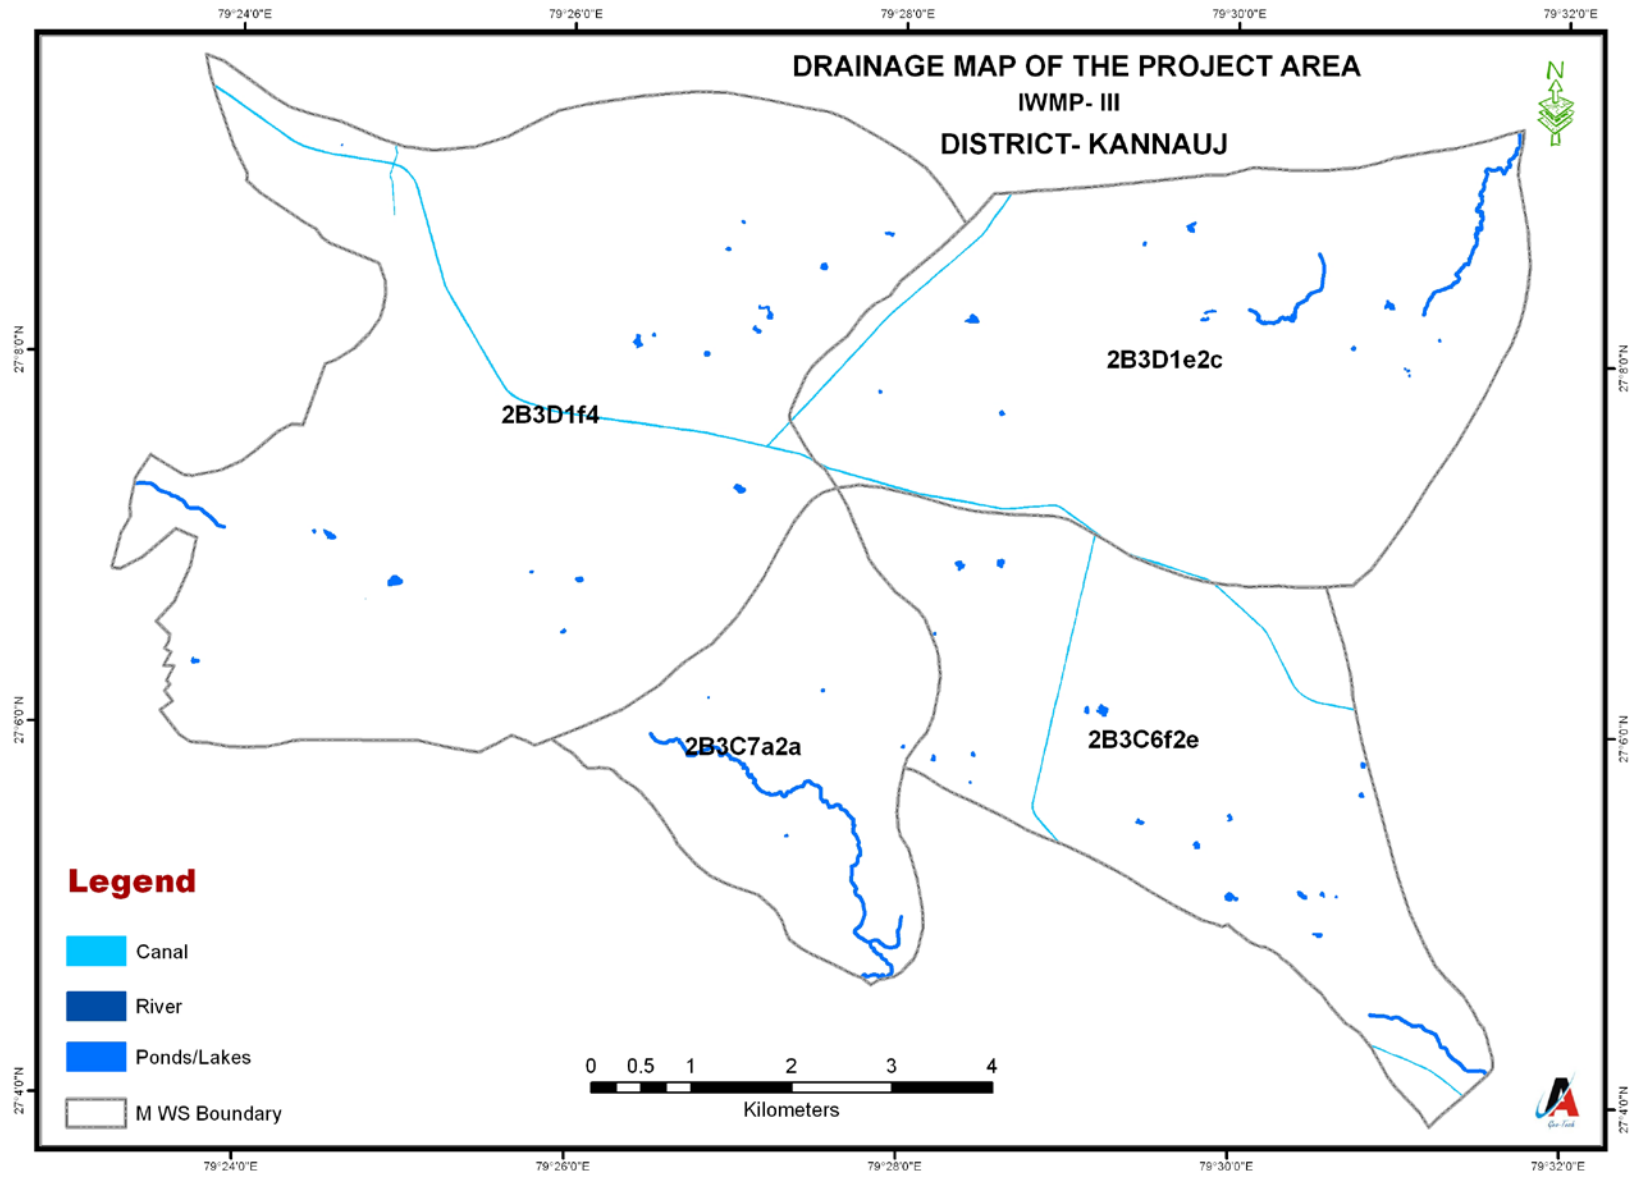 79°24'0"E 79°26'0"E 79°28'0"E 79°30'0"E 79°32'0"E
DRAINAGE MAP OF THE PROJECT AREA
IWMP- III
DISTRICT- KANNAUJ
N
27°8'0"N
27°8'0"N
2B3D1e2c
2B3D1f4
27°6'0"N
27°6'0"N
2B3C7a2a
2B3C6f2e
Legend
Canal
River
Ponds/Lakes
M WS Boundary
0 0.5 1 2 3 4
Kilometers
27°4'0"N
27°4'0"N
A
Geo Tech
79°24'0"E 79°26'0"E 79°28'0"E 79°30'0"E 79°32'0"E